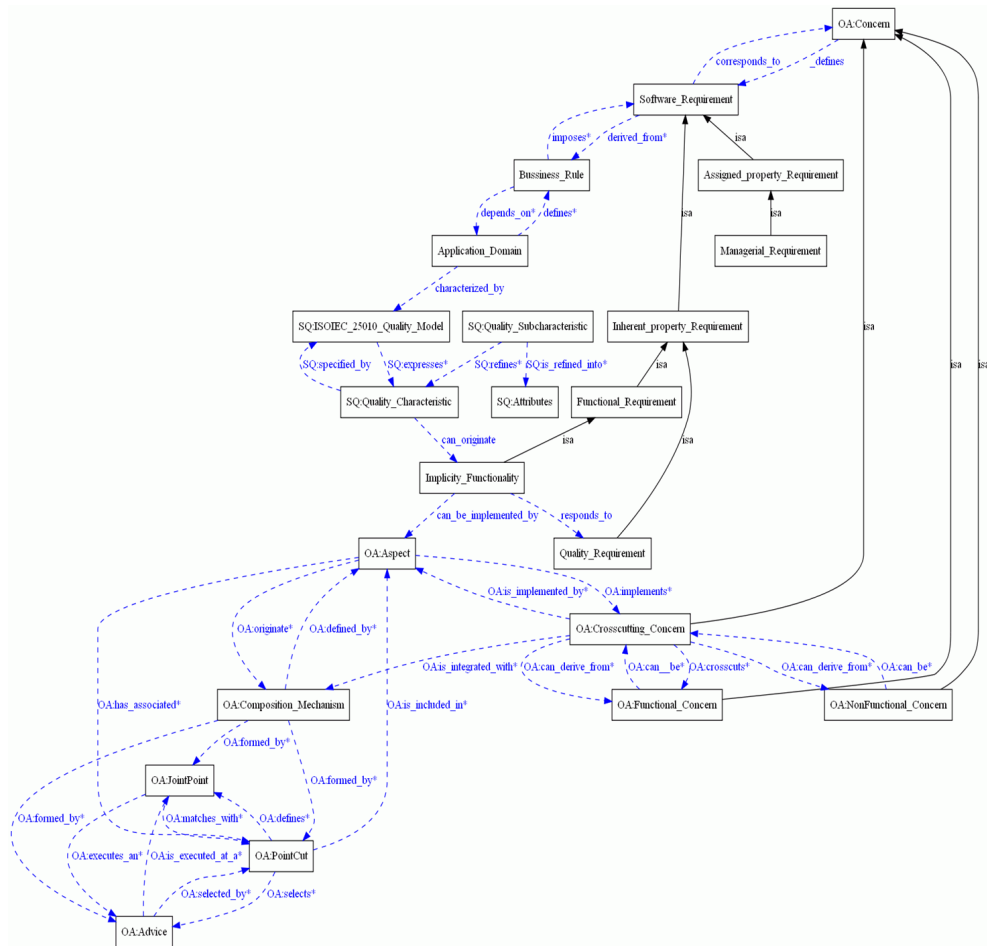 OA:Concern
corresponds_to
_defines
Software_Requirement
imposes*
derived_from*
isa
Bussiness_Rule
Assigned_property_Requirement
depends_on*
defines*
isa
isa
Application_Domain
Managerial_Requirement
characterized_by
SQ:ISOIEC_25010_Quality_Model
SQ:Quality_Subcharacteristic
Inherent_property_Requirement
isa
SQ:specified_by
SQ:expresses*
SQ:refines*
SQ:is_refined_into*
isa
isa
isa
SQ:Quality_Characteristic
SQ:Attributes
Functional_Requirement
can_originate
isa
isa
Implicity_Functionality
can_be_implemented_by
responds_to
OA:Aspect
Quality_Requirement
OA:is_implemented_by*
OA:implements*
OA:originate*
OA:defined_by*
OA:Crosscutting_Concern
OA:is_integrated_with*
OA:can_derive_from*
OA:can__be*
OA:crosscuts*
OA:can_derive_from*
OA:can_be*
OA:has_associated*
OA:Composition_Mechanism
OA:is_included_in*
OA:Functional_Concern
OA:NonFunctional_Concern
OA:formed_by*
OA:JointPoint
OA:formed_by*
OA:formed_by*
OA:matches_with*
OA:defines*
OA:executes_an*
OA:is_executed_at_a*
OA:PointCut
OA:selected_by*
OA:selects*
OA:Advice